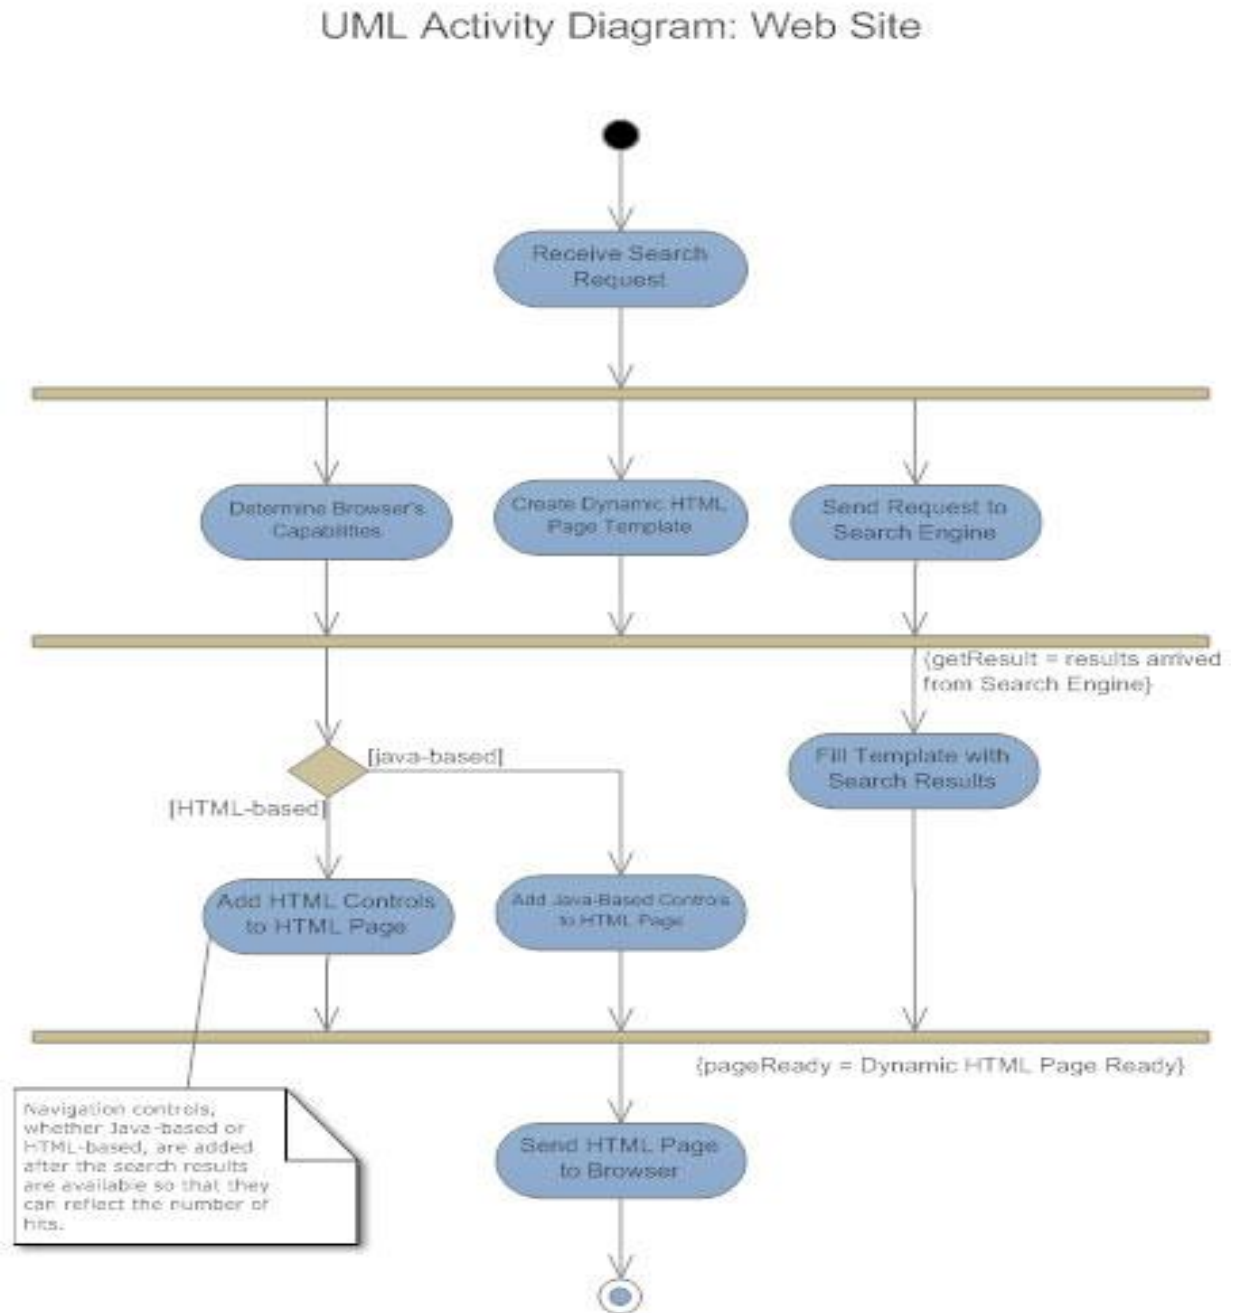 UML Activity Diagram: Web Site
Receive Search
Request
Determine Browser's
Capabilities
Create Dynamic HTML
Page Template
Send Request to
Search Engine
{getResult = results arrived
from Search Engine}
[java-based]
[HTML-based]
Fill Template with
Search Results
Add HTML Controls
to HTML Page
Add Java-Based Controls
to HTML Page
{pageReady = Dynamic HTML Page Ready}
Navigation controls,
whether Java-based or
HTML-based, are added
after the search results
are available so that they
can reflect the number of
hits.
Send HTML Page
to Browser